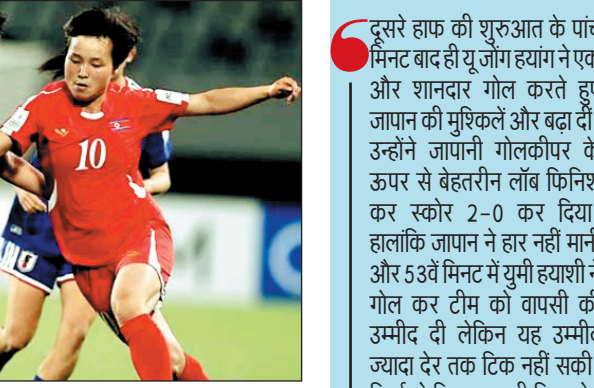 10
दूसरे हाफ की शुरुआत के पांच
मिनट बाद ही यू जोंग हयांग ने एक
और शानदार गोल करते हुए
जापान की मुश्किलें और बढ़ा दीं
उन्होंने जापानी गोलकीपर के
ऊपर से बेहतरीन लॉब फिनिश
कर स्कोर 2-0 कर दिया
हालांकि जापान ने हार नहीं मानी
और 53वें मिनट में युमी हयाशी ने
गोल कर टीम को वापसी की
उम्मीद दी लेकिन यह उम्मीद
ज्यादा देर तक टिक नहीं सकी